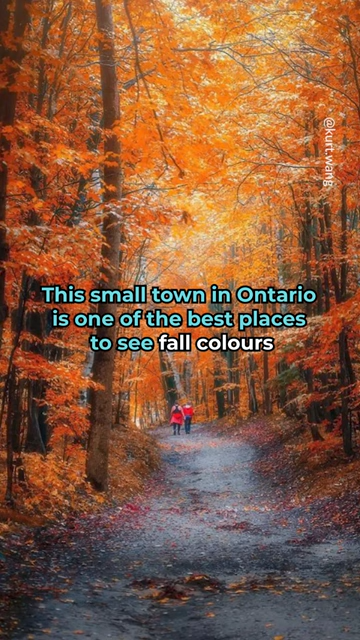 @kurt.wang
This small town in Ontario
is one of the best places
to see fall colours